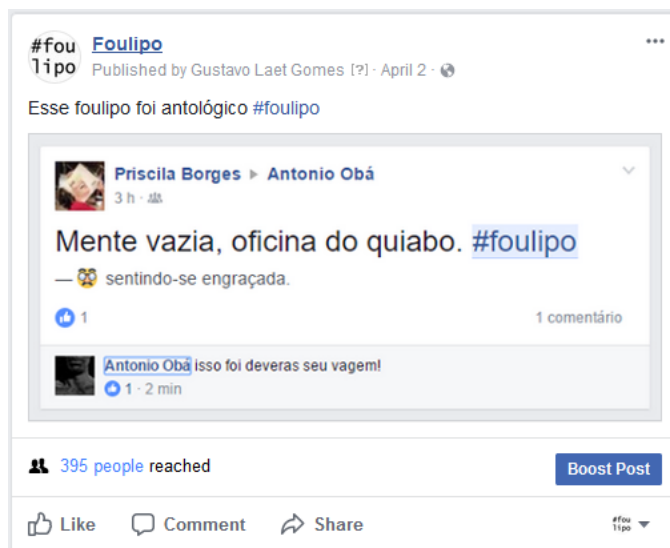 #fou
lipo
Foulipo
Published by Gustavo Laet Gomes [?] · April 2 ·
Esse foulipo foi antológico #foulipo
Priscila Borges ▸ Antonio Obá
3 h ·
Mente vazia, oficina do quiabo. #foulipo
— sentindo-se engraçada.
1
1 comentário
Antonio Obá isso foi deveras seu vagem!
1 · 2 min
395 people reached
Boost Post
Like Comment Share
#fou
lipo